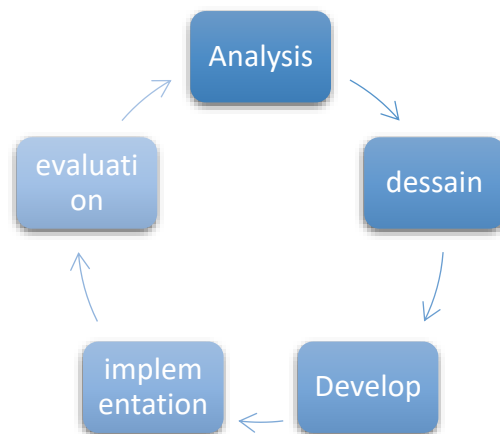 Analysis
dessain
Develop
implem
entation
evaluati
on